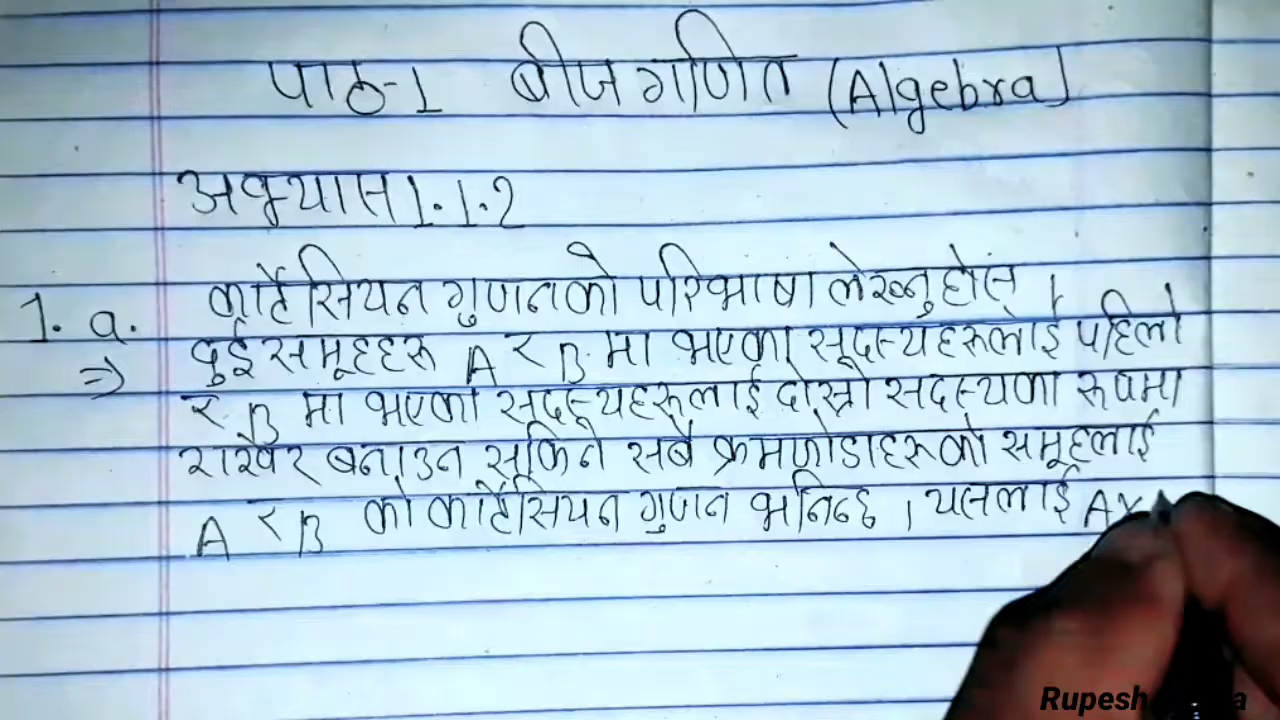 पाठ-1 बीजगणित (Algebra)
अभ्यास 1.1.2
1. a. कार्टेसियन गुणनको परिभाषा लेख्नुहोस् ।
⇒ दुई समूहहरू A र B मा भएका सदस्यहरूलाई पहिलो
र B मा भएका सदस्यहरूलाई दोस्रो सदस्यका रूपमा
राखेर बनाउन सकिने सबै क्रमजोडाहरूको समूहलाई
A र B को कार्टेसियन गुणन भनिन्छ । यसलाई A×
Rupesh